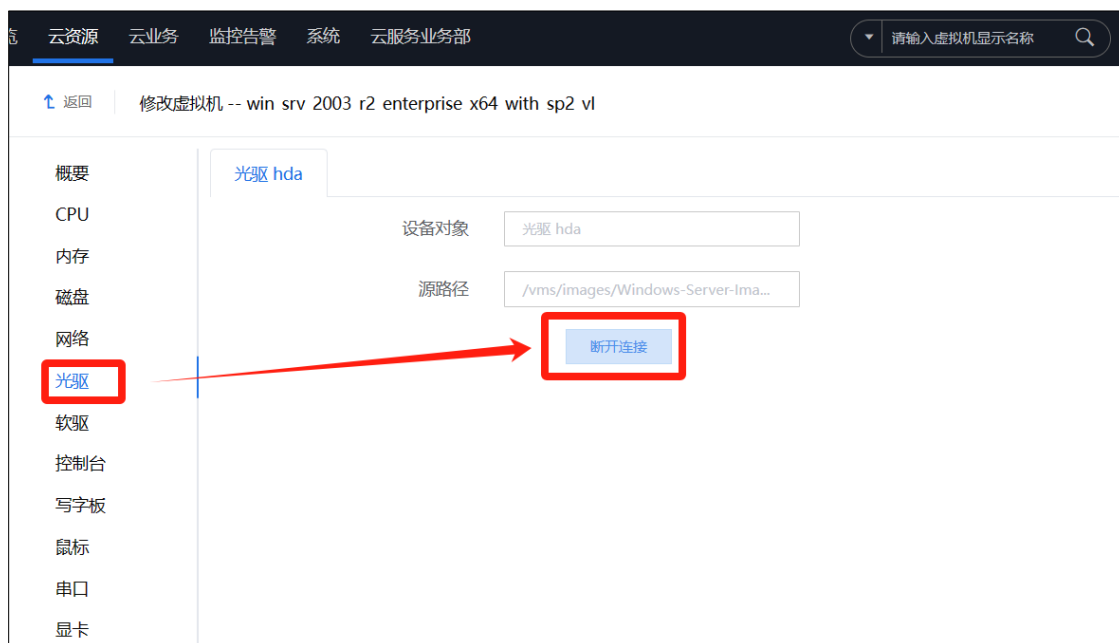 览 云资源 云业务 监控告警 系统 云服务业务部 请输入虚拟机显示名称
返回 修改虚拟机 -- win srv 2003 r2 enterprise x64 with sp2 vl
概要
光驱 hda
CPU
设备对象 光驱 hda
内存
源路径 /vms/images/Windows-Server-Ima...
磁盘
网络
断开连接
光驱
软驱
控制台
写字板
鼠标
串口
显卡